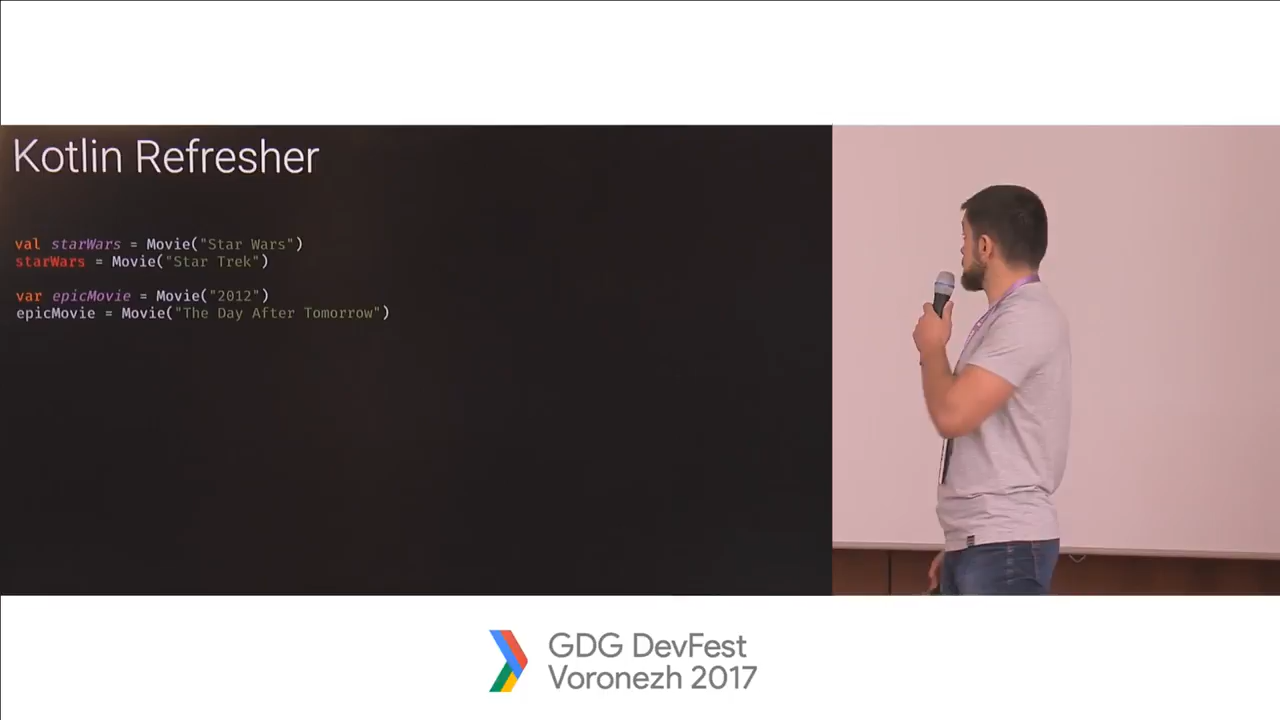 Kotlin Refresher
val starWars = Movie("Star Wars")
starWars = Movie("Star Trek")
var epicMovie = Movie("2012")
epicMovie = Movie("The Day After Tomorrow")
GDG DevFest
Voronezh 2017